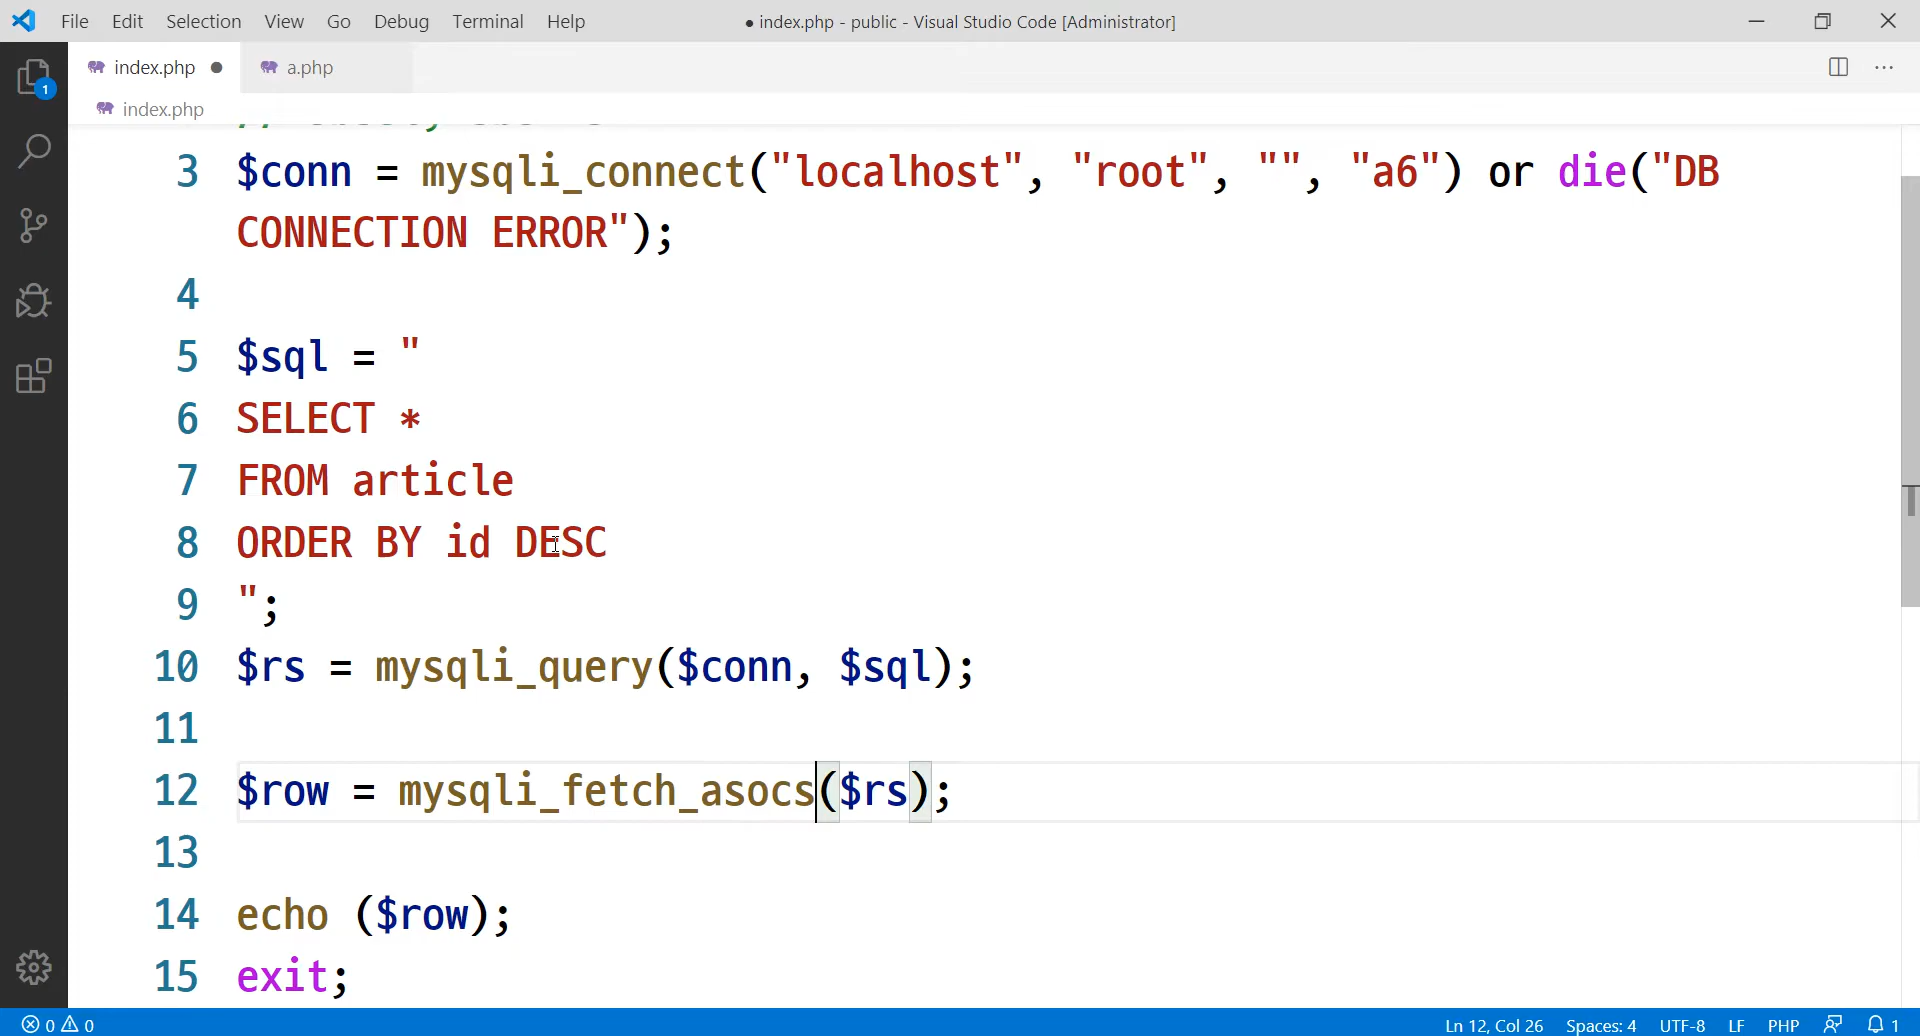 File Edit Selection View Go Debug Terminal Help ● index.php - public - Visual Studio Code [Administrator]
index.php ● a.php
index.php
3 $conn = mysqli_connect("localhost", "root", "", "a6") or die("DB
CONNECTION ERROR");
4
5 $sql = "
6 SELECT *
7 FROM article
8 ORDER BY id DESC
9 ";
10 $rs = mysqli_query($conn, $sql);
11
12 $row = mysqli_fetch_asocs($rs);
13
14 echo ($row);
15 exit;
1
0 0 Ln 12, Col 26 Spaces: 4 UTF-8 LF PHP 1